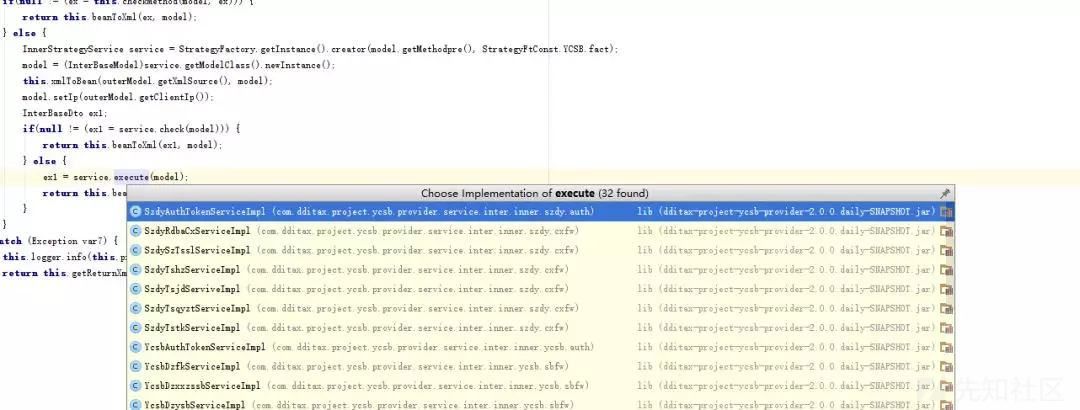 if(null != (ex = this.checkMethod(model, ex))) {
return this.beanToXml(ex, model);
} else {
InnerStrategyService service = StrategyFactory.getInstance().creator(model.getMethodpre(), StrategyFtConst.YCSB.fact);
model = (InterBaseModel)service.getModelClass().newInstance();
this.xmlToBean(outerModel.getXmlSource(), model);
model.setIp(outerModel.getClientIp());
InterBaseDto ex1;
if(null != (ex1 = service.check(model))) {
return this.beanToXml(ex1, model);
} else {
ex1 = service.execute(model);
return this.bea
Choose Implementation of execute (32 found)
}
SzdyAuthTokenServiceImpl (com.dditax.project.ycsb.provider.service.inter.inner.szdy.auth) lib (dditax-project-ycsb-provider-2.0.0.daily-SNAPSHOT.jar)
}
SzdyRdbmCxServiceImpl (com.dditax.project.ycsb.provider.service.inter.inner.szdy.cxfw) lib (dditax-project-ycsb-provider-2.0.0.daily-SNAPSHOT.jar)
atch (Exception var7) {
SzdySzTsslServiceImpl (com.dditax.project.ycsb.provider.service.inter.inner.szdy.cxfw) lib (dditax-project-ycsb-provider-2.0.0.daily-SNAPSHOT.jar)
this.logger.info(this.p
SzdyTshzServiceImpl (com.dditax.project.ycsb.provider.service.inter.inner.szdy.cxfw) lib (dditax-project-ycsb-provider-2.0.0.daily-SNAPSHOT.jar)
return this.getReturnXm
SzdyTsjdServiceImpl (com.dditax.project.ycsb.provider.service.inter.inner.szdy.cxfw) lib (dditax-project-ycsb-provider-2.0.0.daily-SNAPSHOT.jar)
SzdyTsqyztServiceImpl (com.dditax.project.ycsb.provider.service.inter.inner.szdy.cxfw) lib (dditax-project-ycsb-provider-2.0.0.daily-SNAPSHOT.jar)
SzdyTstkServiceImpl (com.dditax.project.ycsb.provider.service.inter.inner.szdy.cxfw) lib (dditax-project-ycsb-provider-2.0.0.daily-SNAPSHOT.jar)
YcsbAuthTokenServiceImpl (com.dditax.project.ycsb.provider.service.inter.inner.ycsb.auth) lib (dditax-project-ycsb-provider-2.0.0.daily-SNAPSHOT.jar)
YcsbDzfkServiceImpl (com.dditax.project.ycsb.provider.service.inter.inner.ycsb.sbfw) lib (dditax-project-ycsb-provider-2.0.0.daily-SNAPSHOT.jar)
YcsbDzxxzssbServiceImpl (com.dditax.project.ycsb.provider.service.inter.inner.ycsb.sbfw) lib (dditax-project-ycsb-provider-2.0.0.daily-SNAPSHOT.jar)
YcsbDzysbServiceImpl (com.dditax.project.ycsb.provider.service.inter.inner.ycsb.sbfw) lib (dditax-project-ycsb-provider-2.0.0.daily-SNAPSHOT.jar)
先知社区